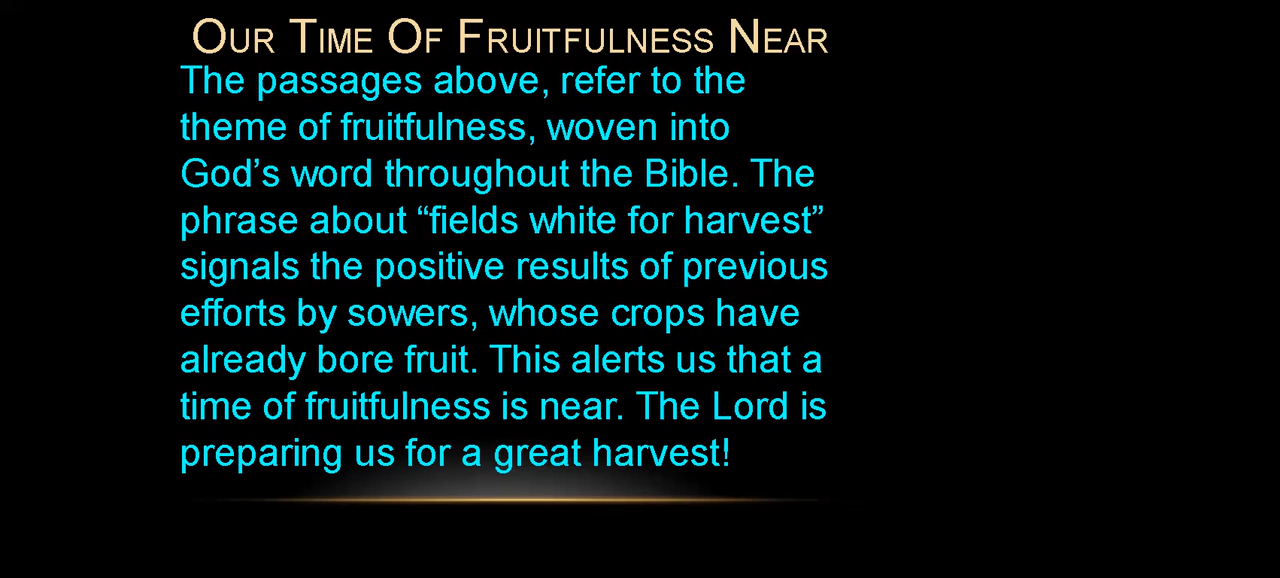 Our Time Of Fruitfulness Near
The passages above, refer to the
theme of fruitfulness, woven into
God’s word throughout the Bible. The
phrase about “fields white for harvest”
signals the positive results of previous
efforts by sowers, whose crops have
already bore fruit. This alerts us that a
time of fruitfulness is near. The Lord is
preparing us for a great harvest!